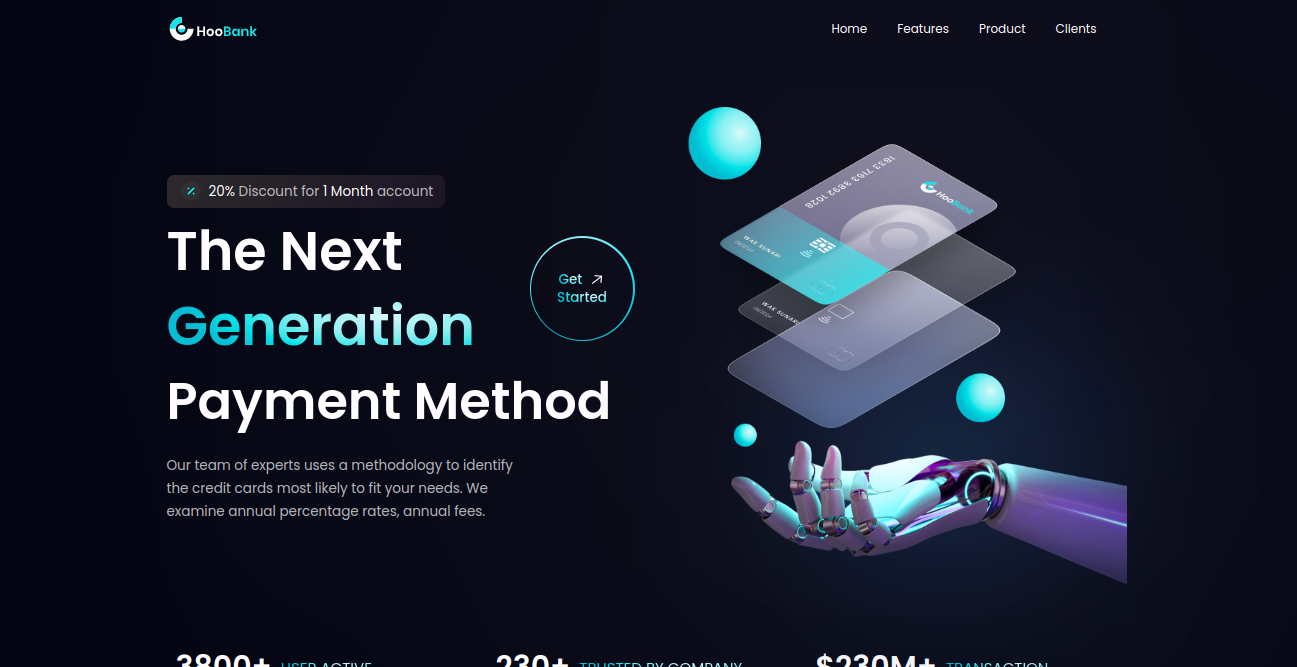 HooBank
Home Features Product Clients
20% Discount for 1 Month account
The Next
Generation
Payment Method
Get
Started
Our team of experts uses a methodology to identify
the credit cards most likely to fit your needs. We
examine annual percentage rates, annual fees.
1833 7163 3892 1028
HooBank
WAX SUNARI
WAX SUNARI
3800+ USER ACTIVE
230+ TRUSTED BY COMPANY
$230M+ TRANSACTION